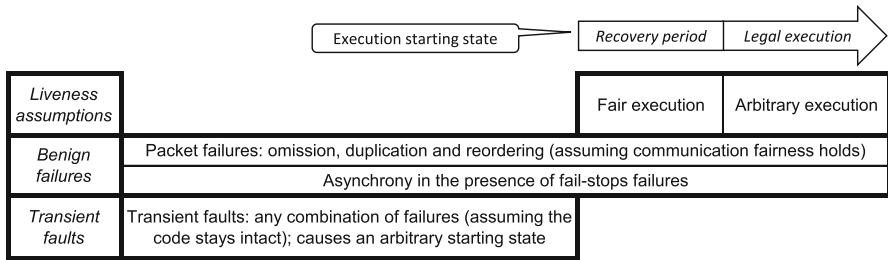 Execution starting state
Recovery period
Legal execution
Liveness
assumptions
Fair execution
Arbitrary execution
Benign
failures
Packet failures: omission, duplication and reordering (assuming communication fairness holds)
Asynchrony in the presence of fail-stops failures
Transient
faults
Transient faults: any combination of failures (assuming the
code stays intact); causes an arbitrary starting state